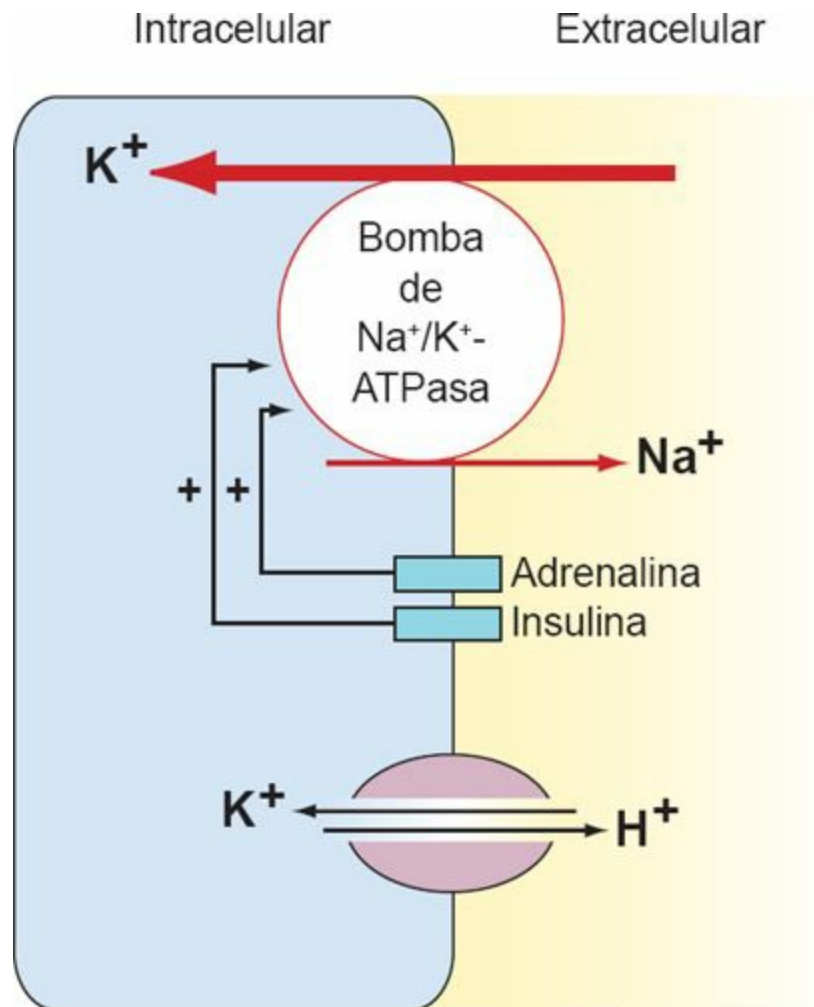 Intracelular Extracelular
K⁺
Bomba
de
Na⁺/K⁺-
ATPasa
Na⁺
+ +
Adrenalina
Insulina
K⁺ H⁺